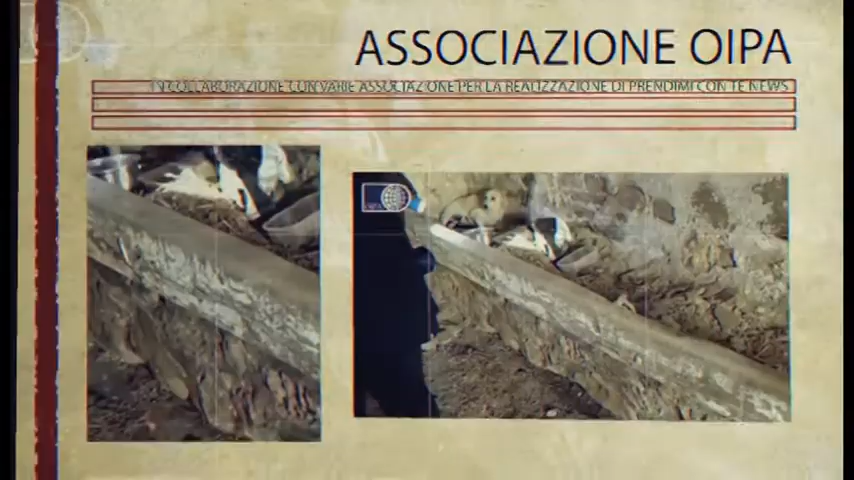 ASSOCIAZIONE OIPA
IN COLLABORAZIONE CON VARIE ASSOCIAZIONE PER LA REALIZZAZIONE DI PRENDIMI CON TE NEWS